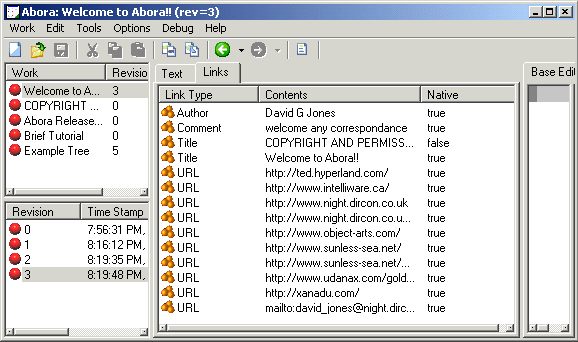 Abora: Welcome to Abora!! (rev=3)
Work Edit Tools Options Debug Help
Work Revision
Welcome to A... 3
COPYRIGHT ... 0
Abora Release... 0
Brief Tutorial 0
Example Tree 5
Revision Time Stamp
0 7:56:31 PM,
1 8:16:12 PM,
2 8:19:35 PM,
3 8:19:48 PM,
Text Links
Link Type Contents Native
Author David G Jones true
Comment welcome any correspondance true
Title COPYRIGHT AND PERMISS... false
Title Welcome to Abora!! true
URL http://ted.hyperland.com/ true
URL http://www.intelliware.ca/ true
URL http://www.night.dircon.co.uk true
URL http://www.night.dircon.co.u... true
URL http://www.object-arts.com/ true
URL http://www.sunless-sea.net/ true
URL http://www.sunless-sea.net/... true
URL http://www.udanax.com/gold... true
URL http://xanadu.com/ true
URL mailto:david_jones@night.dirc... true
Base Edit